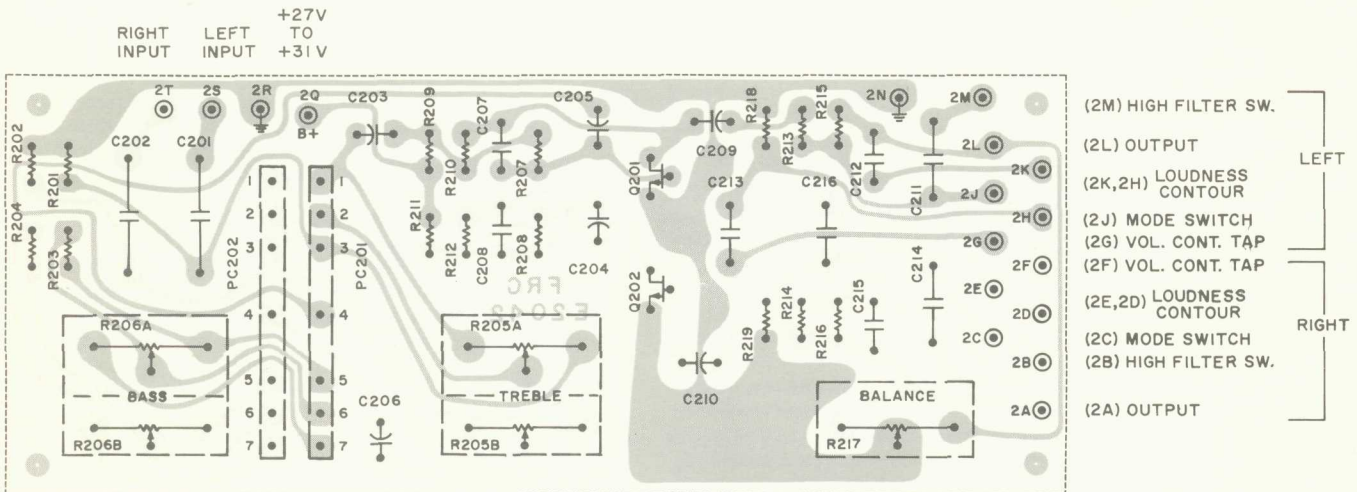 RIGHT INPUT
LEFT INPUT
+27V TO +31V
2T
2S
2R
2Q
B+
C203
R209
C207
C205
R218
R215
2N
2M
R202
R201
C202
C201
R210
R207
Q201
C209
R213
C212
C211
2L
2K
2J
2H
2G
1
2
3
4
5
6
7
PC202
1
2
3
4
5
6
7
PC201
R204
R203
R211
R212
C208
R208
C204
C213
C216
FRC
E2042
Q202
R219
R214
R216
C215
C214
2F
2E
2D
2C
2B
2A
R206A
BASS
R206B
C206
R205A
TREBLE
R205B
C210
BALANCE
R217
(2M) HIGH FILTER SW.
(2L) OUTPUT
(2K,2H) LOUDNESS CONTOUR
(2J) MODE SWITCH
(2G) VOL. CONT. TAP
LEFT
(2F) VOL. CONT. TAP
(2E,2D) LOUDNESS CONTOUR
(2C) MODE SWITCH
(2B) HIGH FILTER SW.
(2A) OUTPUT
RIGHT